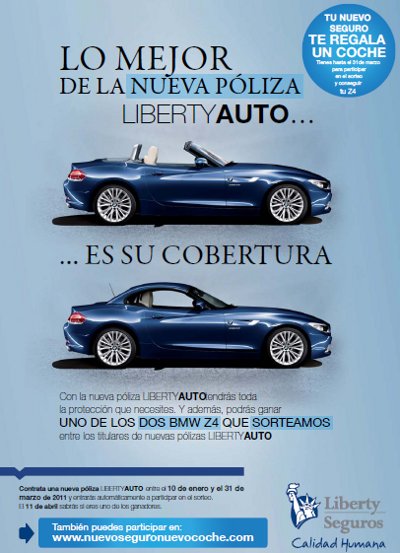 TU NUEVO
SEGURO
TE REGALA
UN COCHE
Tienes hasta el 31de marzo
para participar
en el sorteo
y conseguir
tu Z4
LO MEJOR
DE LA NUEVA PÓLIZA
LIBERTYAUTO...
... ES SU COBERTURA
Con la nueva póliza LIBERTYAUTOtendrás toda
la protección que necesites. Y además, podrás ganar
UNO DE LOS DOS BMW Z4 QUE SORTEAMOS
entre los titulares de nuevas pólizas LIBERTYAUTO
Contrata una nueva póliza LIBERTYAUTO entre el 10 de enero y el 31 de
marzo de 2011 y entrarás automáticamente a participar en el sorteo.
El 11 de abril sabrás si eres uno de los ganadores.
También puedes participar en:
www.nuevoseguronuevocoche.com
Liberty
Seguros
Calidad Humana